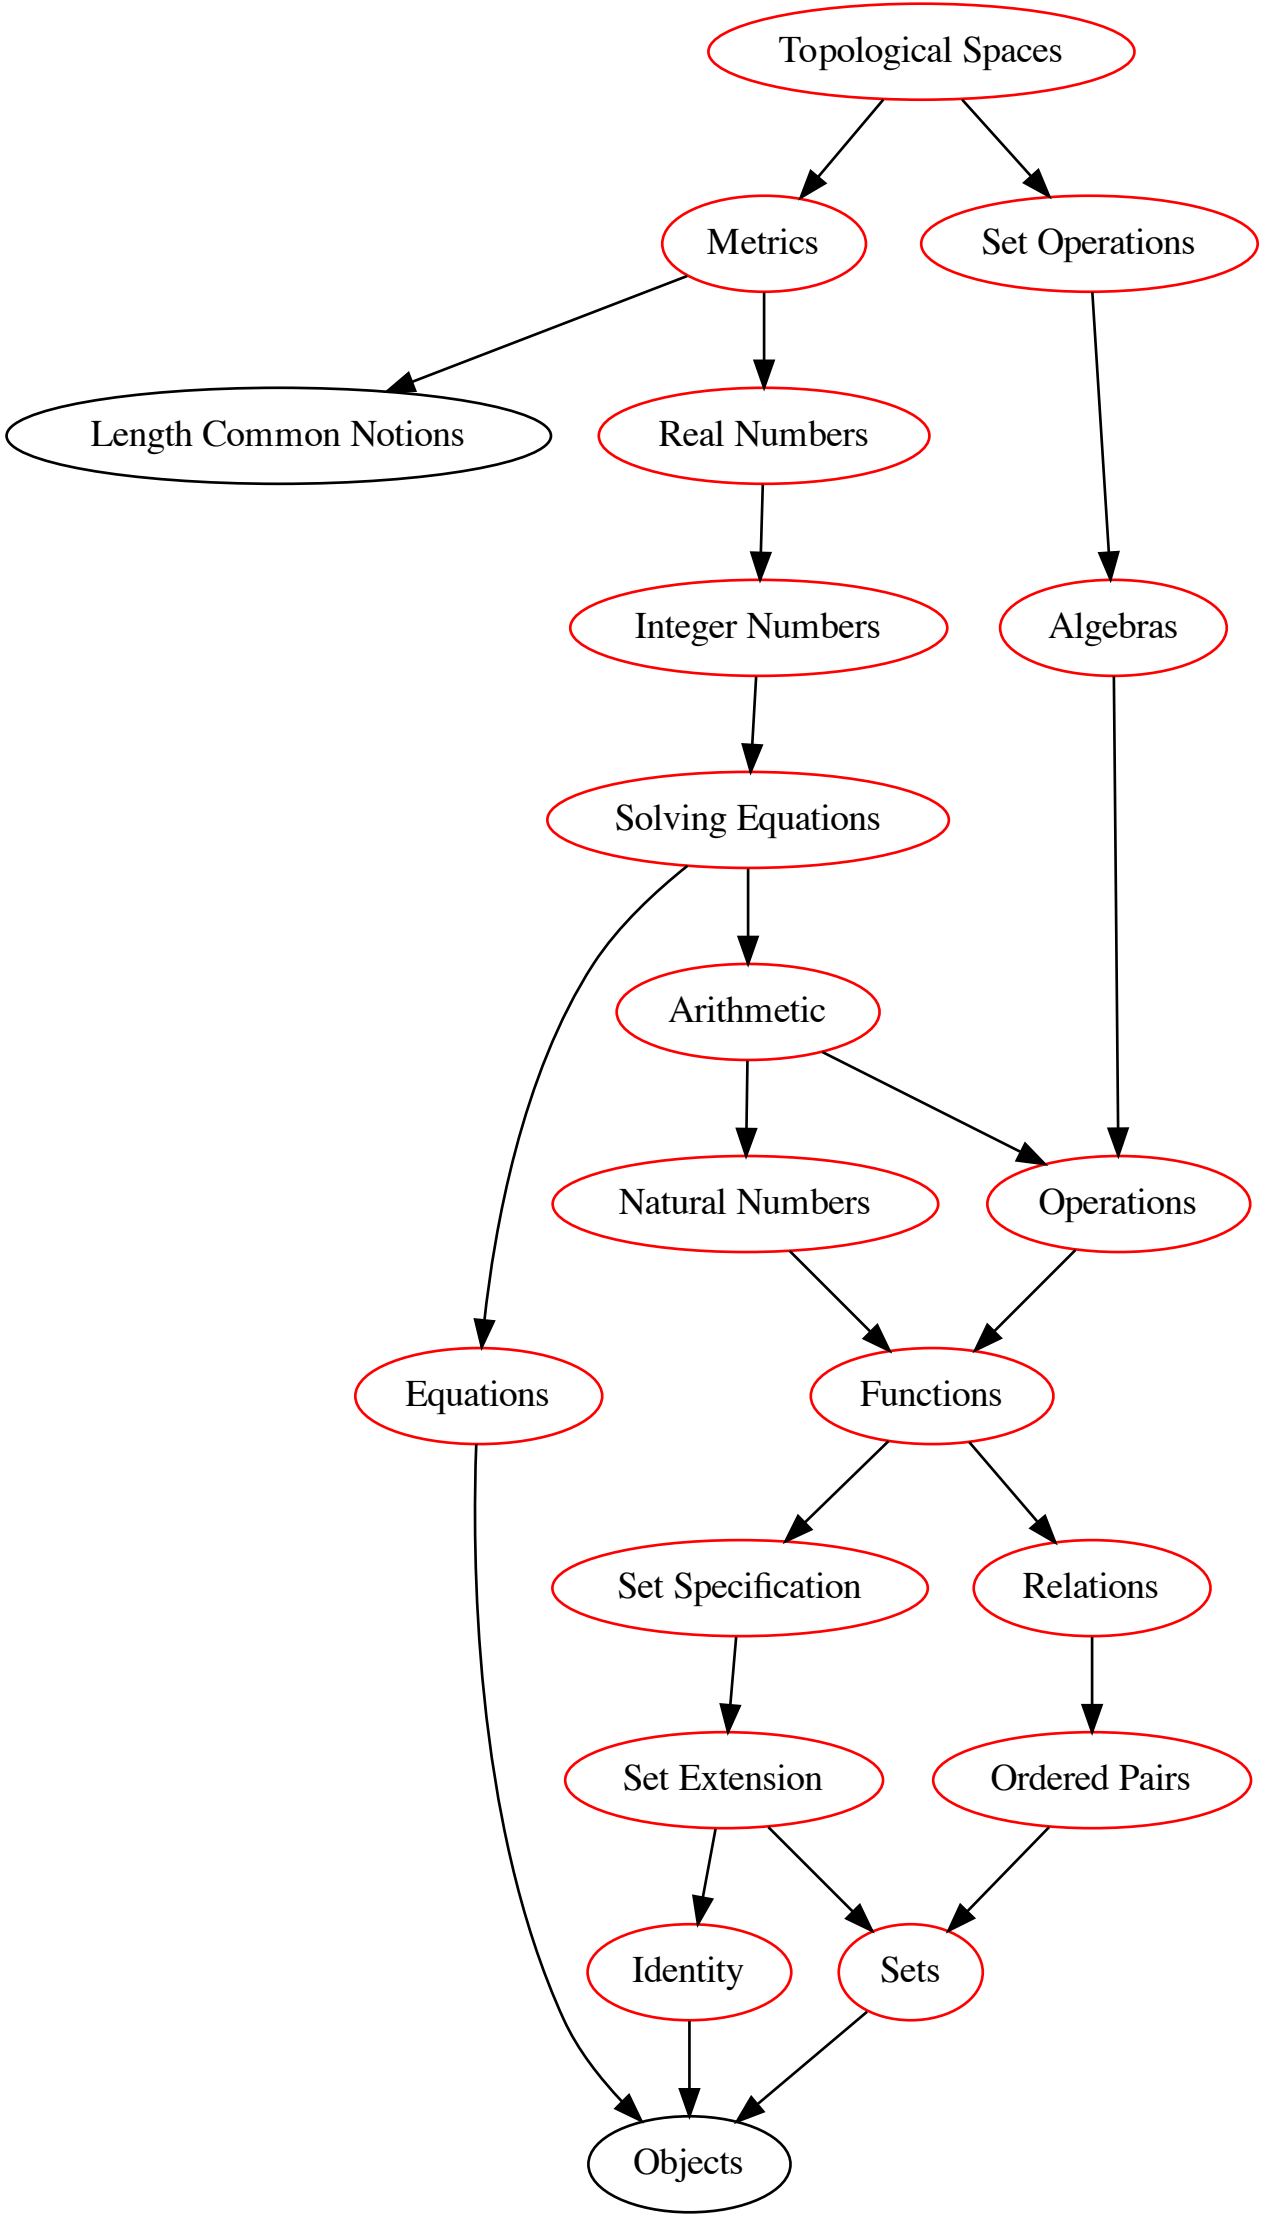 Topological Spaces
Metrics
Set Operations
Length Common Notions
Real Numbers
Integer Numbers
Algebras
Solving Equations
Arithmetic
Natural Numbers
Operations
Equations
Functions
Set Specification
Relations
Set Extension
Ordered Pairs
Identity
Sets
Objects